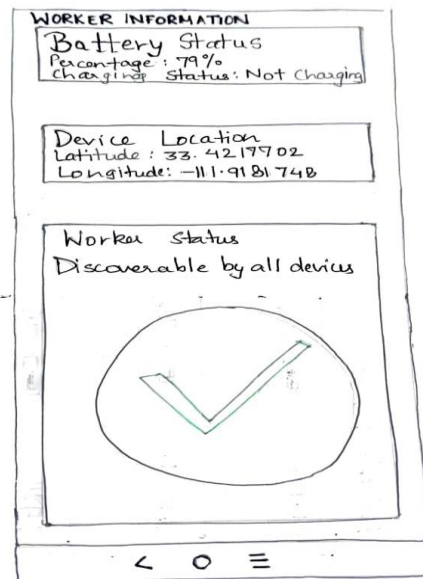 WORKER INFORMATION
Battery Status
Percentage : 79%
Charging Status: Not Charging
Device Location
Latitude : 33.4217702
Longitude: -111.9181748
Worker Status
Discoverable by all devices